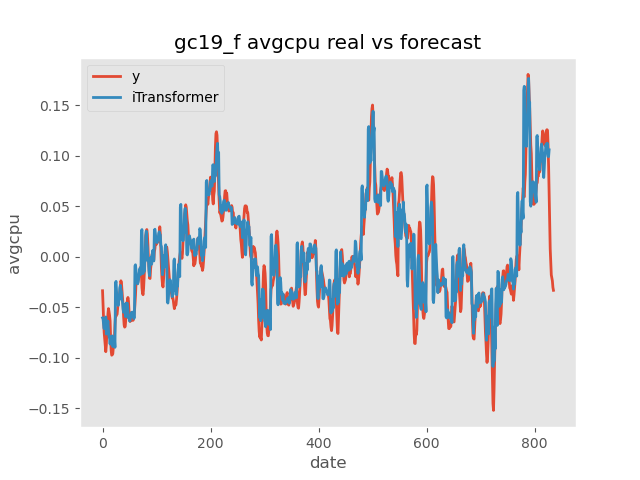 gc19_f avgcpu real vs forecast
y
iTransformer
0.15
0.10
0.05
0.00
−0.05
−0.10
−0.15
avgcpu
0 200 400 600 800
date